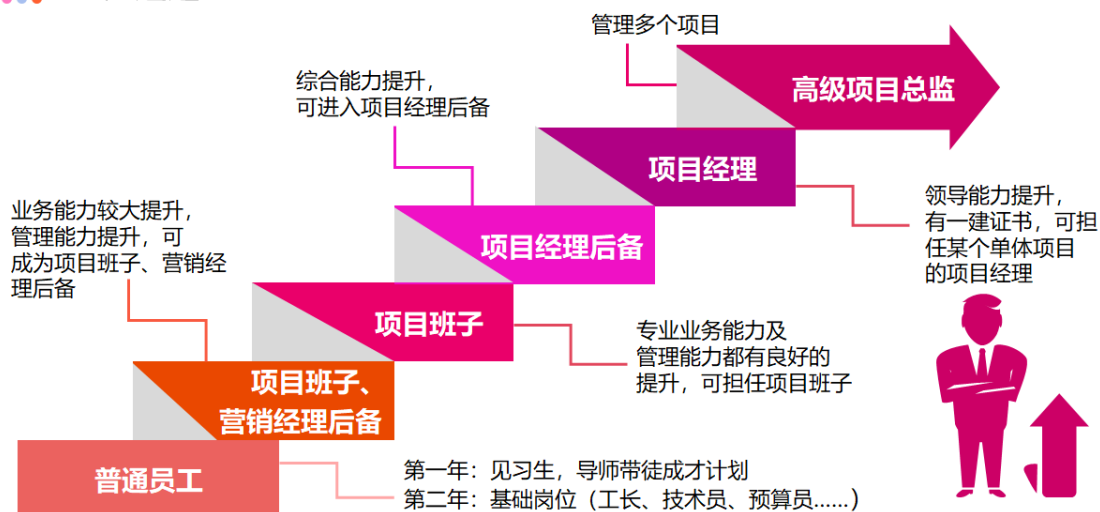 管理多个项目
高级项目总监
综合能力提升，
可进入项目经理后备
项目经理
领导能力提升，
有一建证书，可担
任某个单体项目
的项目经理
业务能力较大提升，
管理能力提升，可
成为项目班子、营销经
理后备
项目经理后备
项目班子
专业业务能力及
管理能力都有良好的
提升，可担任项目班子
项目班子、
营销经理后备
普通员工
第一年：见习生，导师带徒成才计划
第二年：基础岗位（工长、技术员、预算员……）